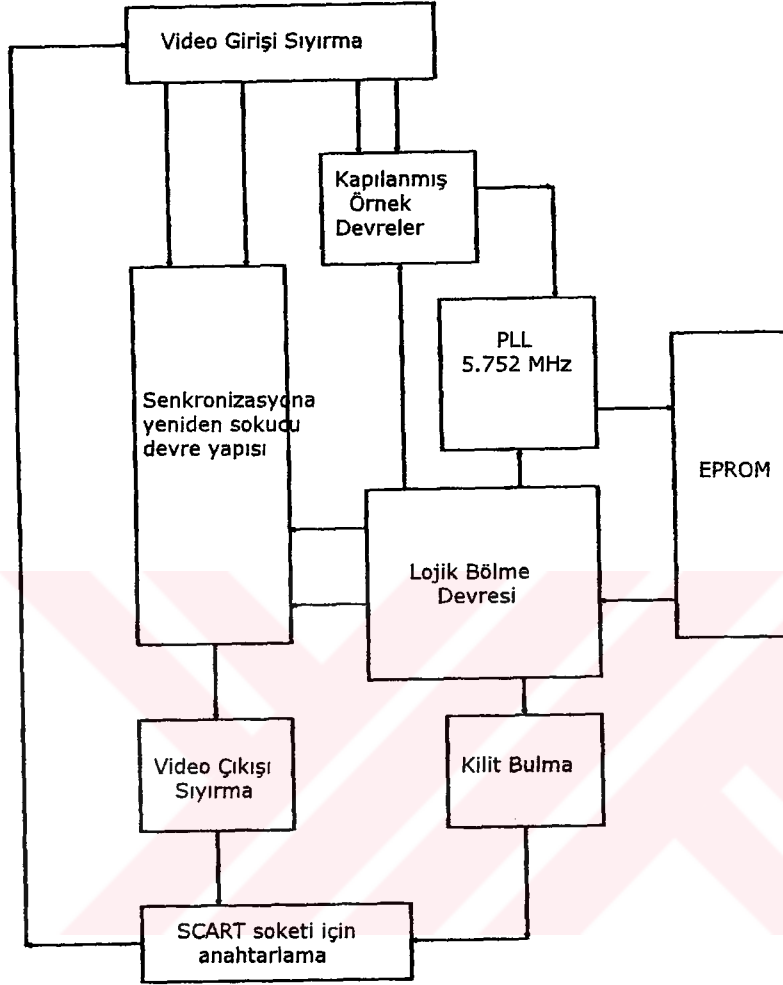 Video Girişi Sıyırma
Kapılanmış
Örnek
Devreler
PLL
5.752 MHz
Senkronizasyona
yeniden sokucu
devre yapısı
EPROM
Lojik Bölme
Devresi
Video Çıkışı
Sıyırma
Kilit Bulma
SCART soketi için
anahtarlama